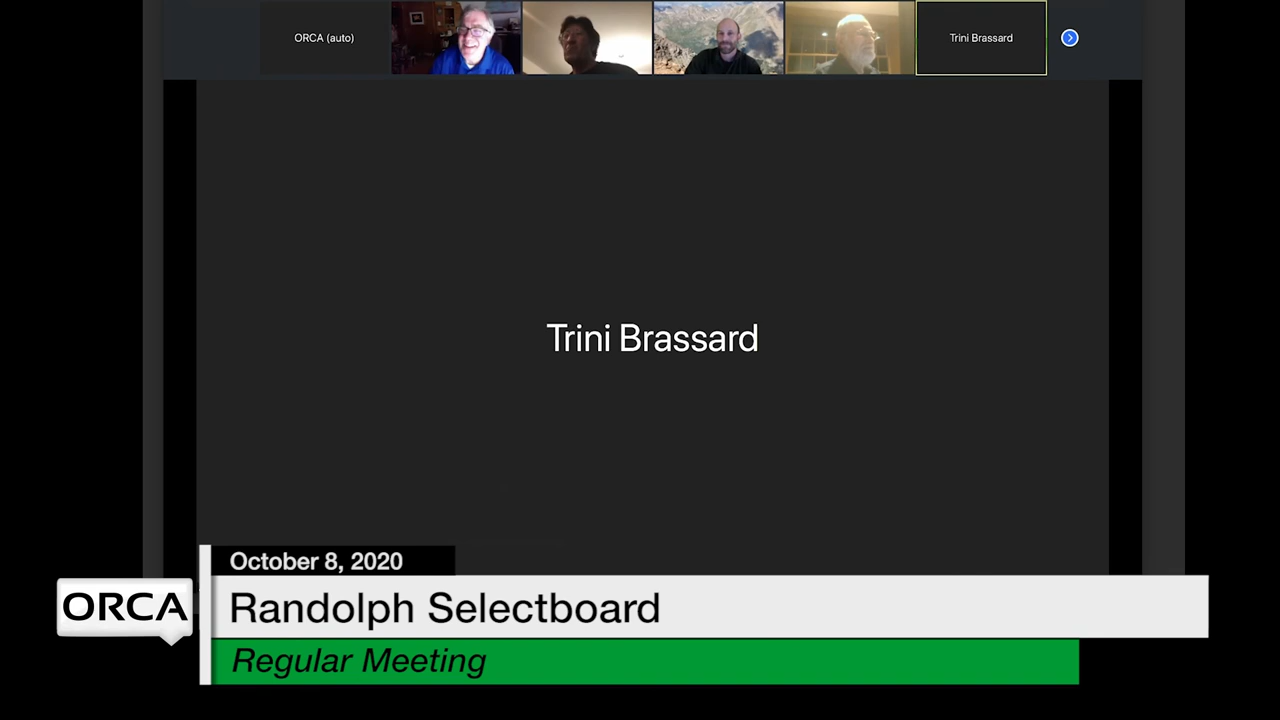 ORCA (auto)
Trini Brassard
Trini Brassard
October 8, 2020
ORCA
Randolph Selectboard
Regular Meeting